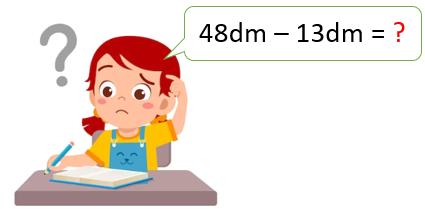 ?
48dm – 13dm = ?